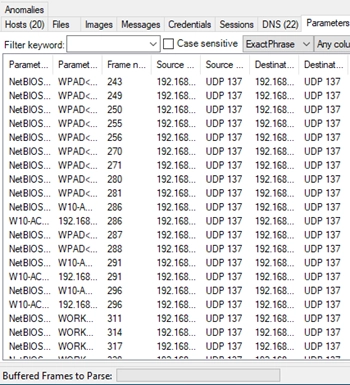 Anomalies
Hosts (20) Files Images Messages Credentials Sessions DNS (22) Parameters
Filter keyword: Case sensitive ExactPhrase Any colu
Paramet... Paramet... Frame n... Source ... Source ... Destinat... Destinat...
NetBIOS... WPAD<... 243 192.168... UDP 137 192.168... UDP 137
NetBIOS... WPAD<... 249 192.168... UDP 137 192.168... UDP 137
NetBIOS... WPAD<... 250 192.168... UDP 137 192.168... UDP 137
NetBIOS... WPAD<... 255 192.168... UDP 137 192.168... UDP 137
NetBIOS... WPAD<... 256 192.168... UDP 137 192.168... UDP 137
NetBIOS... WPAD<... 270 192.168... UDP 137 192.168... UDP 137
NetBIOS... WPAD<... 271 192.168... UDP 137 192.168... UDP 137
NetBIOS... WPAD<... 280 192.168... UDP 137 192.168... UDP 137
NetBIOS... WPAD<... 281 192.168... UDP 137 192.168... UDP 137
NetBIOS... W10-A... 286 192.168... UDP 137 192.168... UDP 137
W10-AC... 192.168... 286 192.168... UDP 137 192.168... UDP 137
NetBIOS... WPAD<... 287 192.168... UDP 137 192.168... UDP 137
NetBIOS... WPAD<... 288 192.168... UDP 137 192.168... UDP 137
NetBIOS... W10-A... 291 192.168... UDP 137 192.168... UDP 137
W10-AC... 192.168... 291 192.168... UDP 137 192.168... UDP 137
NetBIOS... W10-A... 296 192.168... UDP 137 192.168... UDP 137
W10-AC... 192.168... 296 192.168... UDP 137 192.168... UDP 137
NetBIOS... WORK... 311 192.168... UDP 137 192.168... UDP 137
NetBIOS... WORK... 314 192.168... UDP 137 192.168... UDP 137
NetBIOS... WORK... 317 192.168... UDP 137 192.168... UDP 137
Buffered Frames to Parse: